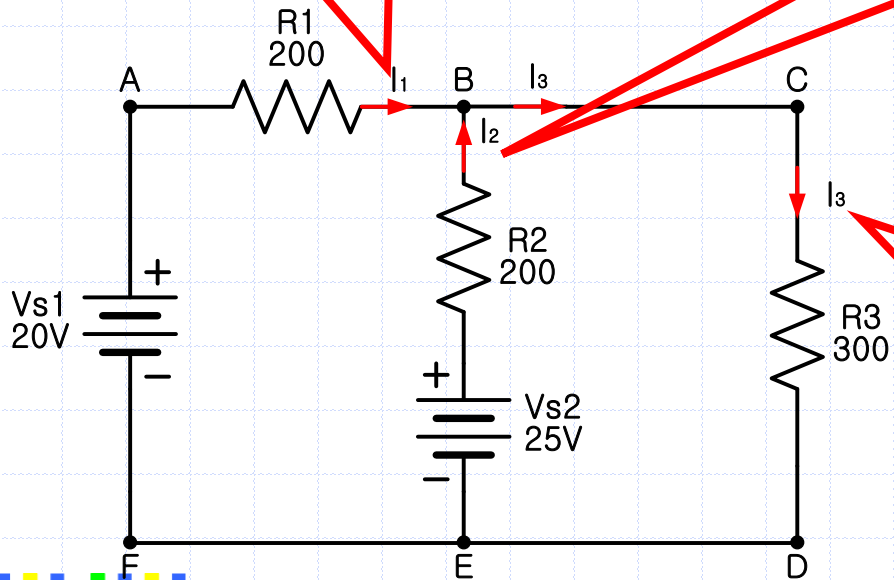 R1
200
A
I₁
B
I₃
C
I₂
I₃
R2
200
+
Vs1
20V
−
R3
300
+
Vs2
25V
−
F
E
D